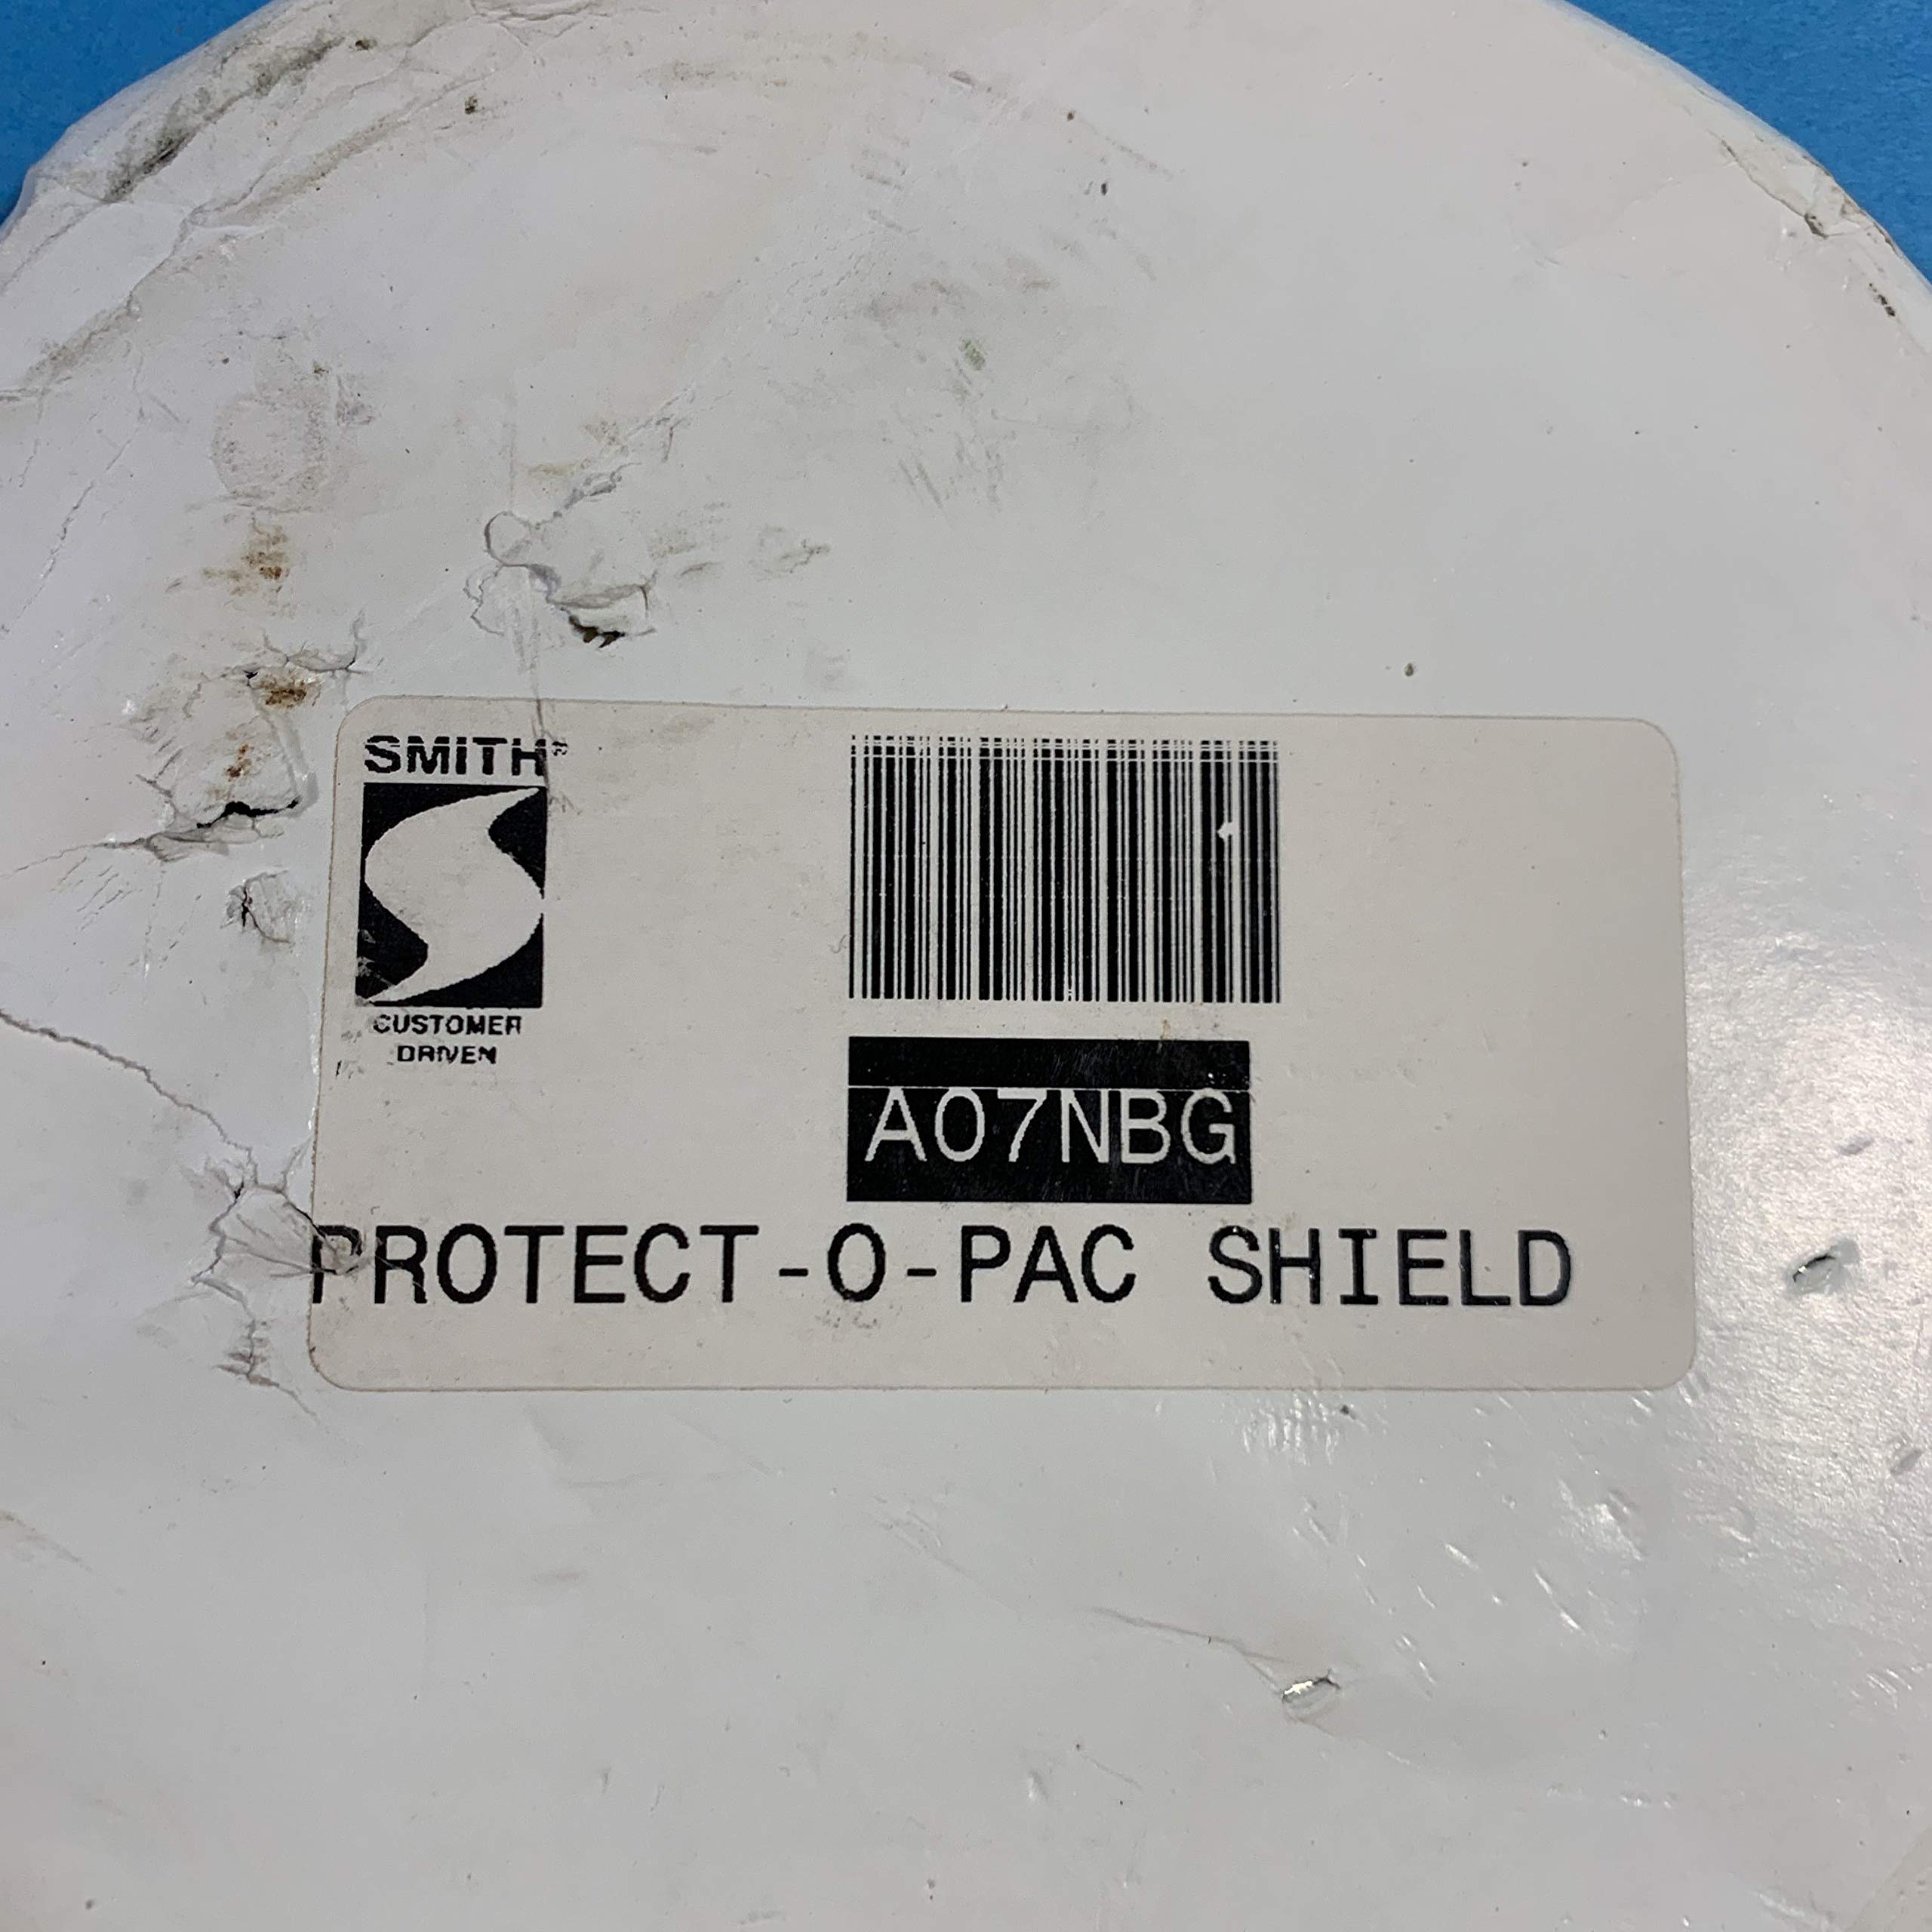 SMITH®
CUSTOMER
DRIVEN
A07NBG
PROTECT-O-PAC SHIELD